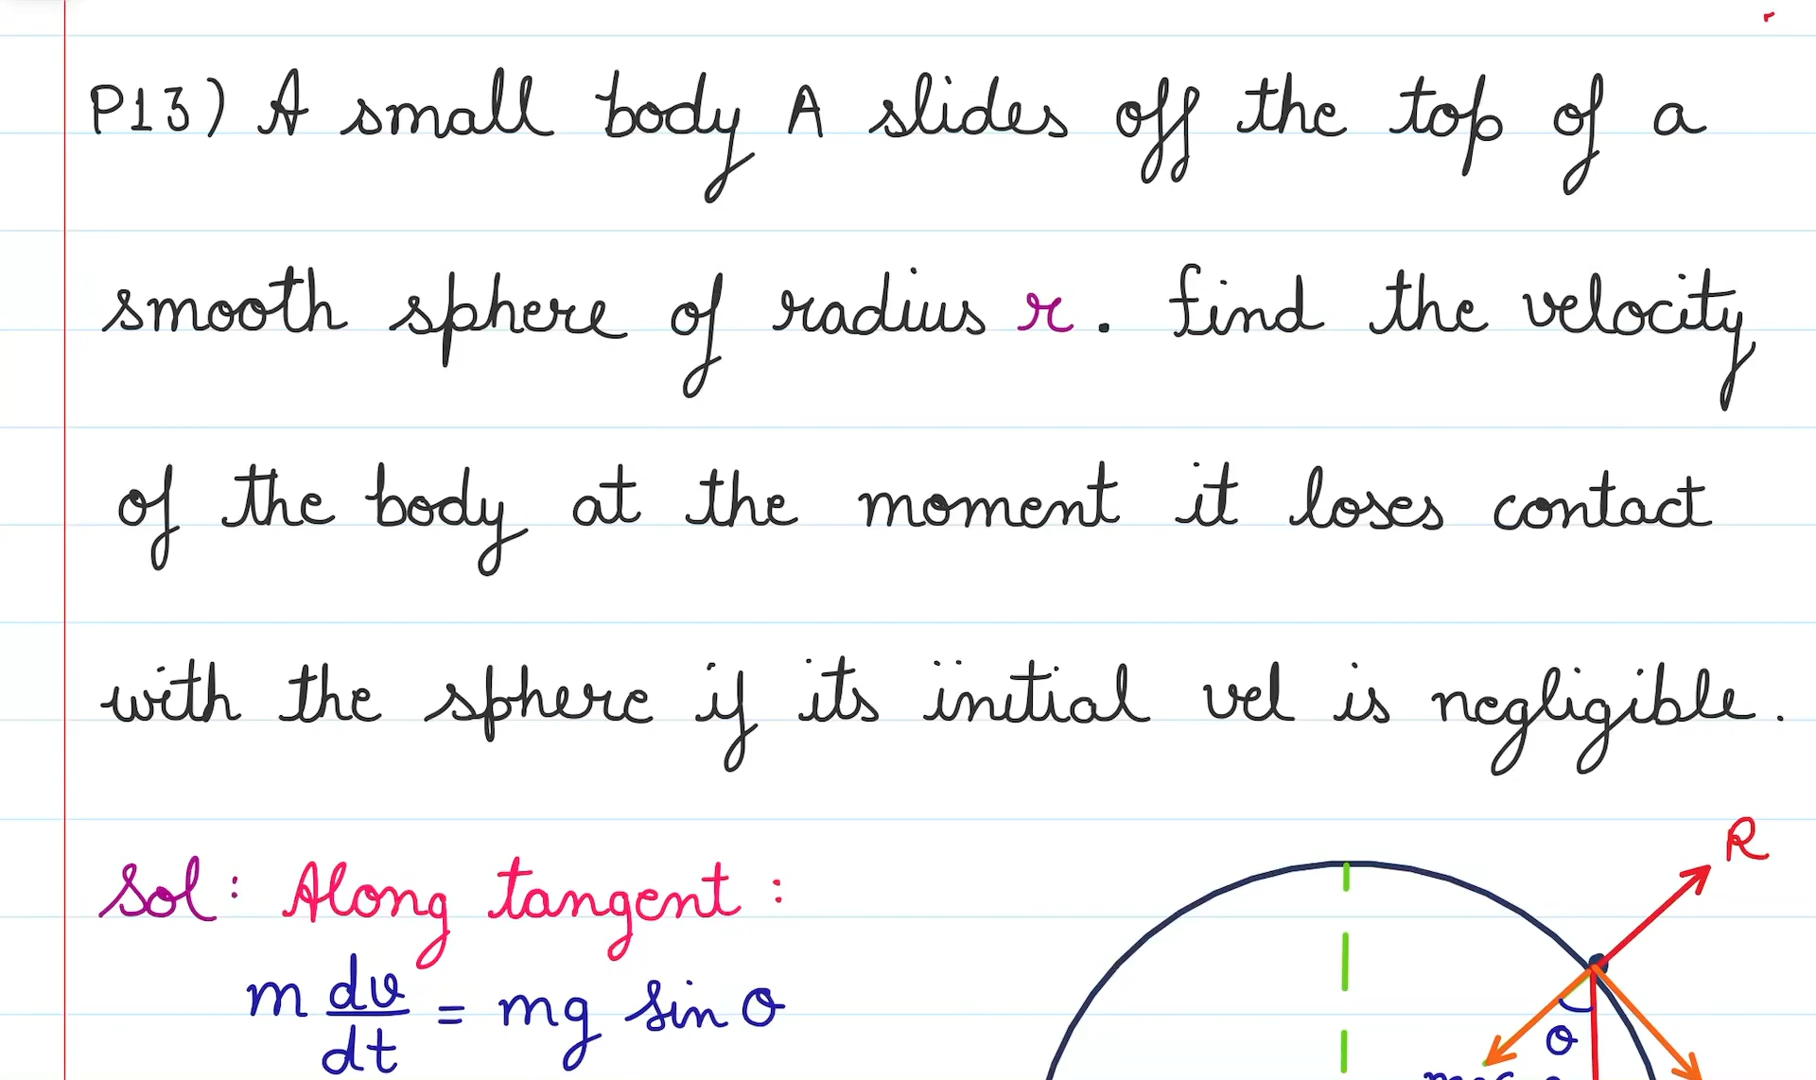 P13) A small body A slides off the top of a
smooth sphere of radius r. find the velocity
of the body at the moment it loses contact
with the sphere if its initial vel is negligible.
Sol: Along tangent:
m dv/dt = mg sin θ
R
θ